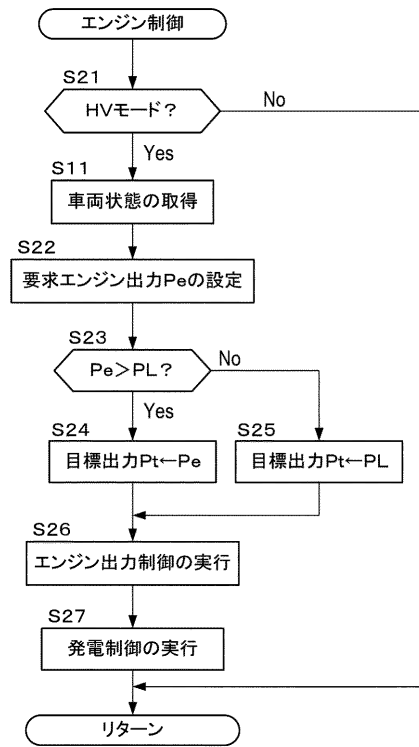 エンジン制御
S21
HVモード？
No
Yes
S11
車両状態の取得
S22
要求エンジン出力Peの設定
S23
Pe＞PL？
No
Yes
S24
目標出力Pt←Pe
S25
目標出力Pt←PL
S26
エンジン出力制御の実行
S27
発電制御の実行
リターン